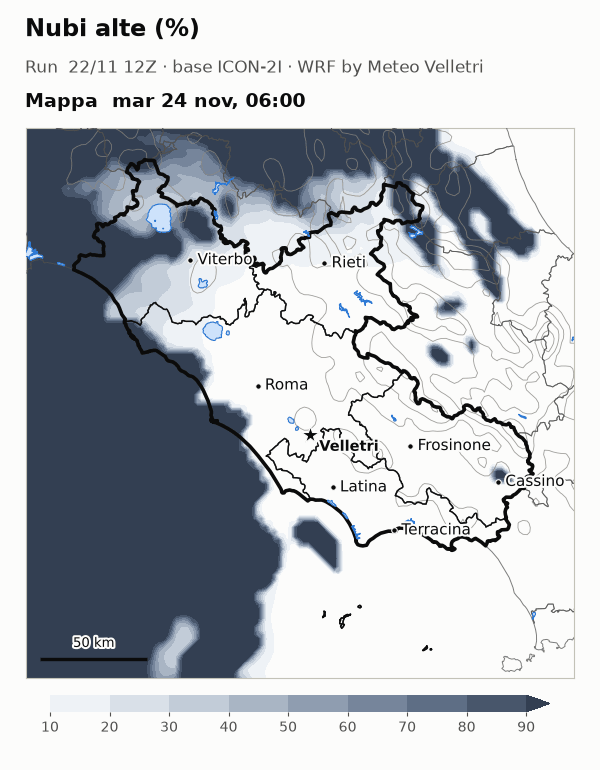 Nubi alte (%)
Run  22/11 12Z · base ICON-2I · WRF by Meteo Velletri
Mappa  mar 24 nov, 06:00
Viterbo
Rieti
Roma
Velletri
Frosinone
Cassino
Latina
Terracina
50 km
10 20 30 40 50 60 70 80 90